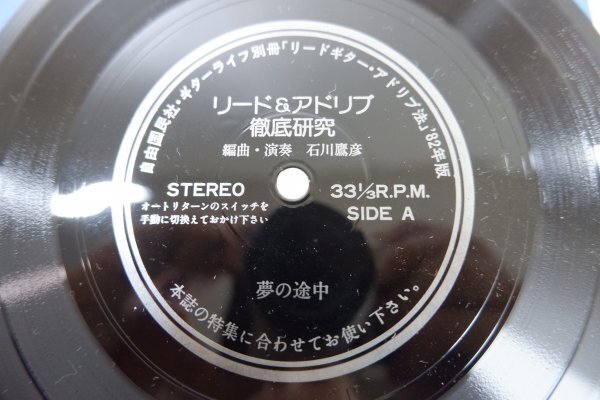 自由国民社・ギターライフ別冊「リードギター・アドリブ法」'82年版
リード&アドリブ
徹底研究
編曲・演奏 石川鷹彦
STEREO
オートリターンのスイッチを
手動に切換えておかけ下さい
33⅓R.P.M.
SIDE A
夢の途中
本誌の特集に合わせてお使い下さい。